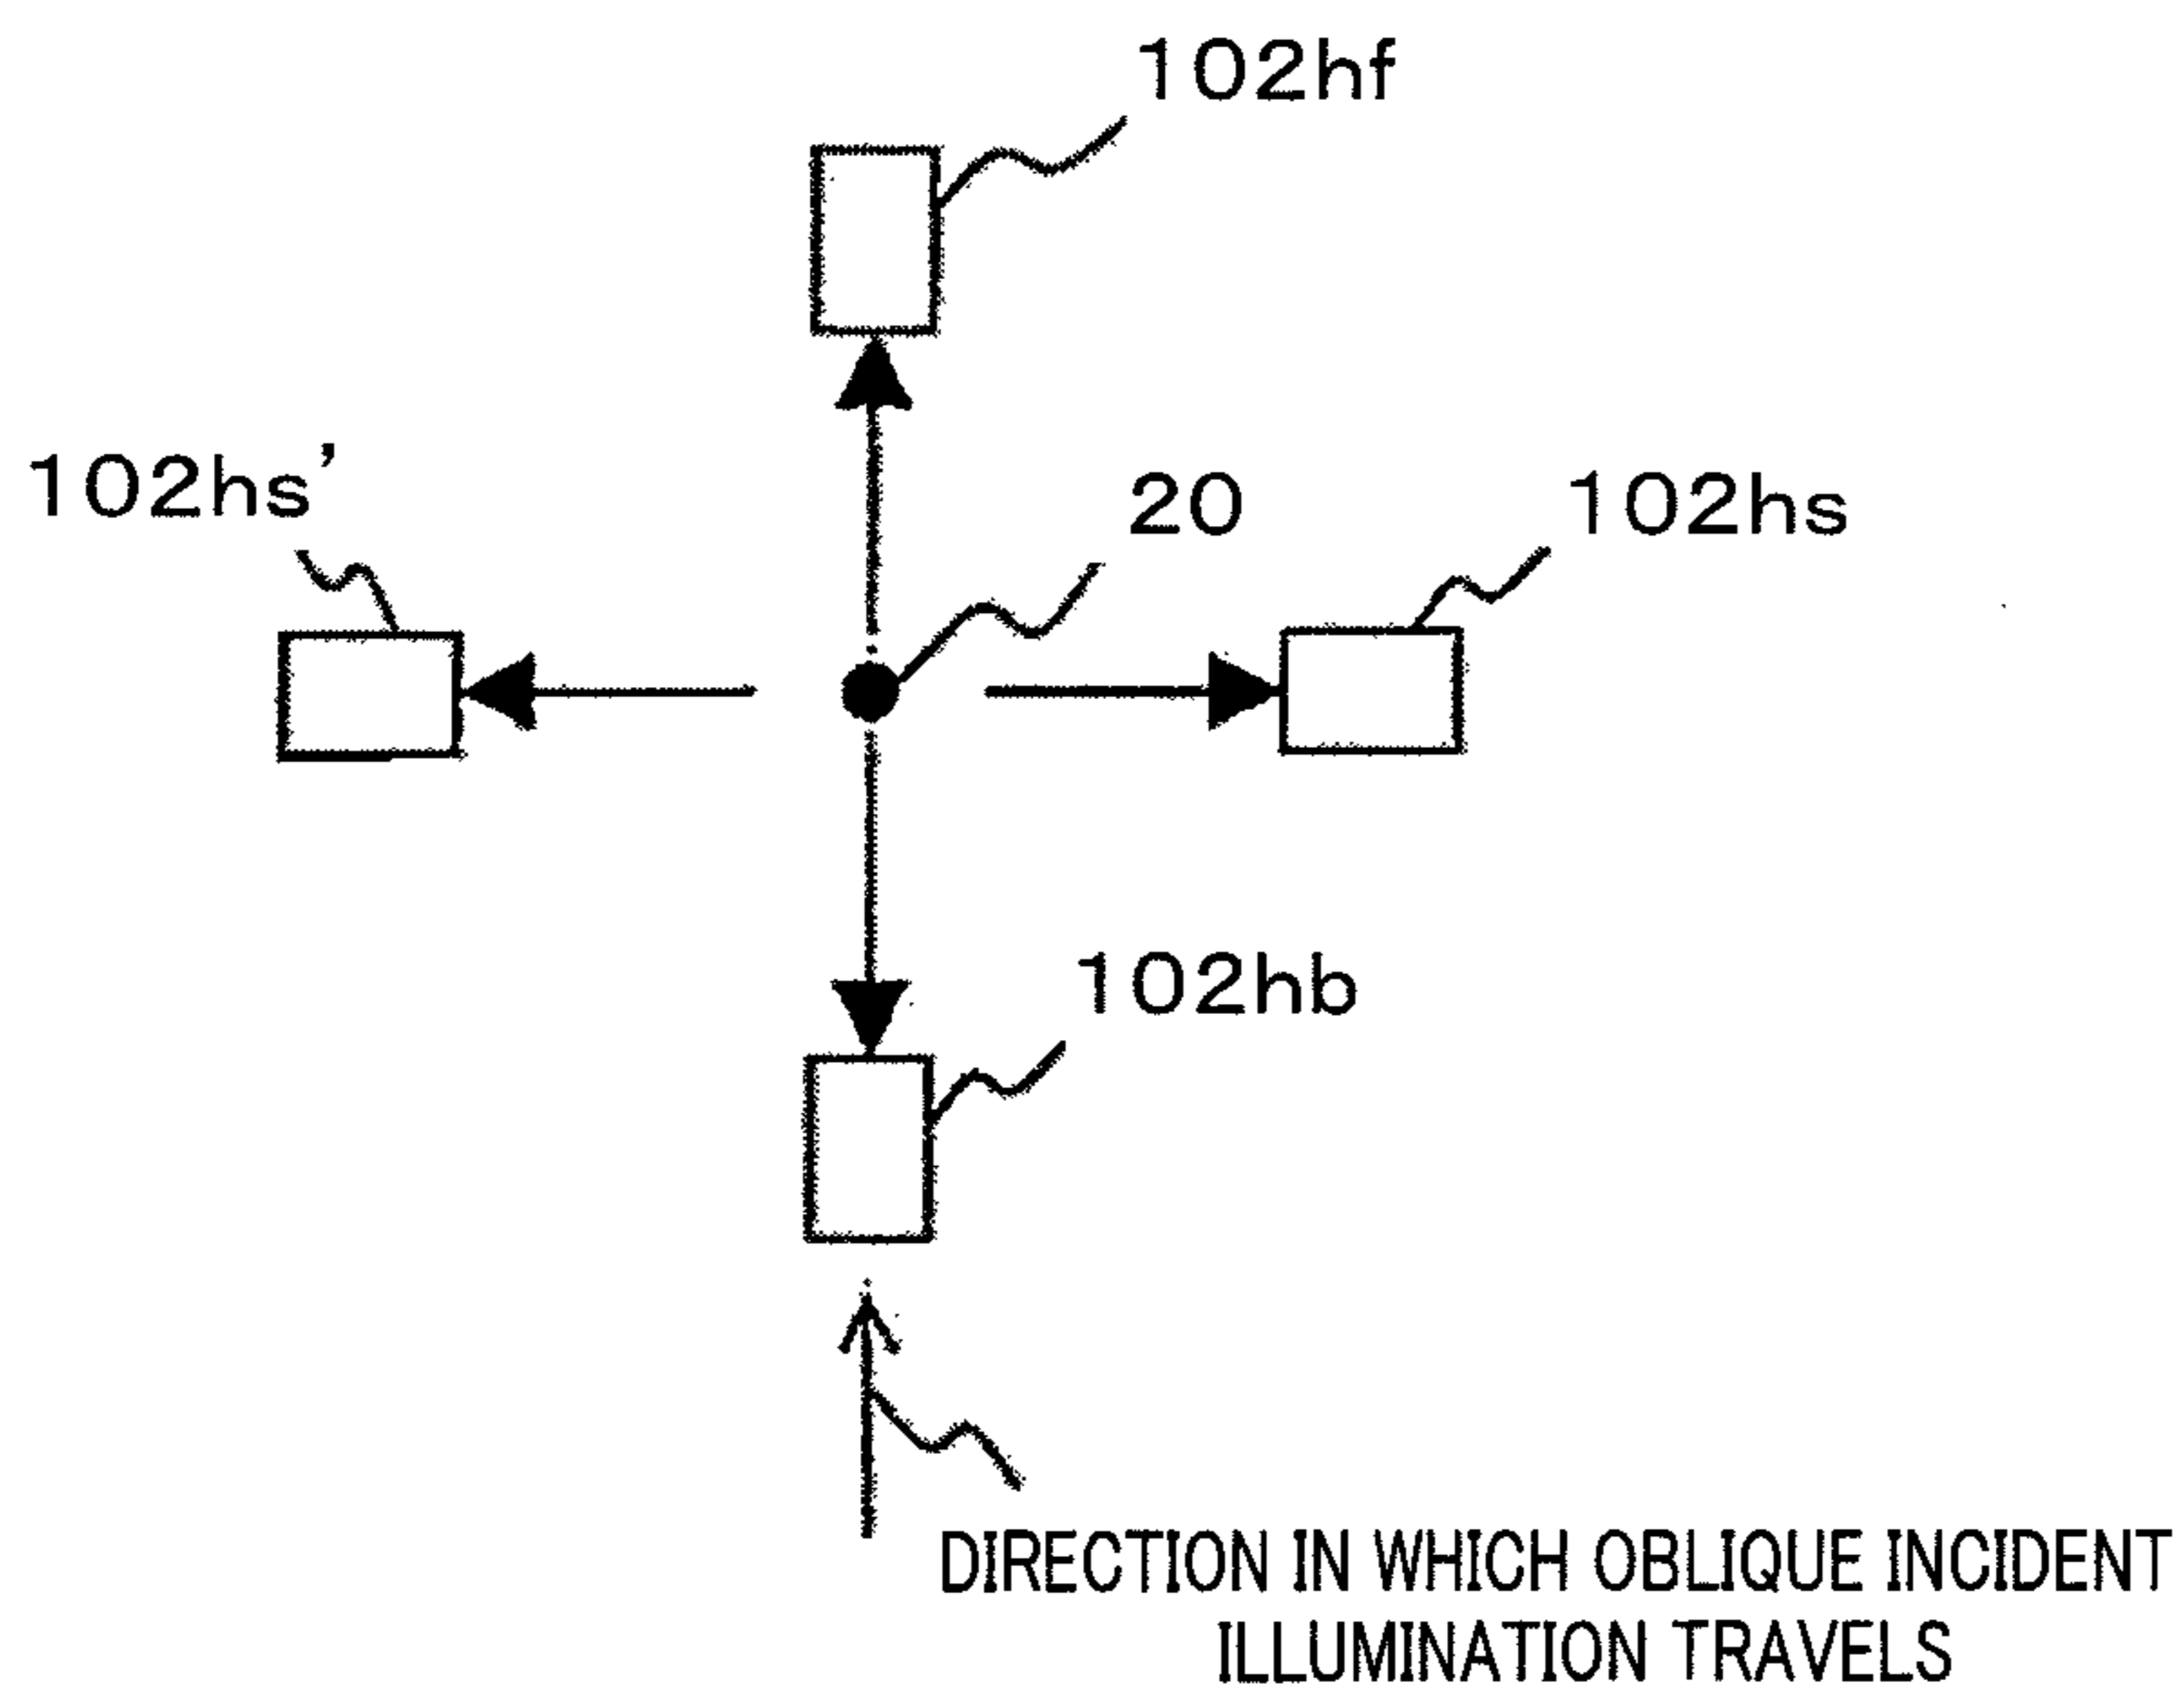 102hf
102hs'
20
102hs
102hb
DIRECTION IN WHICH OBLIQUE INCIDENT
ILLUMINATION TRAVELS